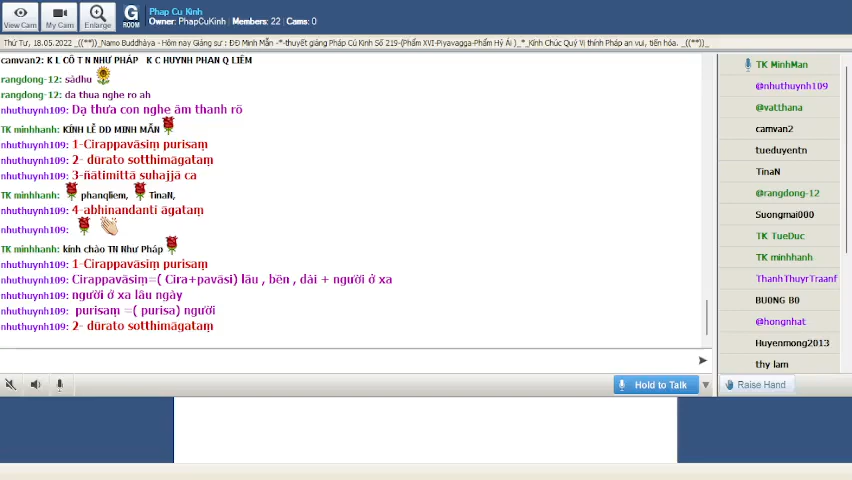 Phap Cu Kinh
Owner: PhapCuKinh
Members: 22 Cams: 0
View Cam
My Cam
Enlarge
G
ROOM
Thứ Tư, 18.05.2022 _((**))_Namo Buddhàya - Hôm nay Giảng sư : ĐĐ Minh Mẫn -*-thuyết giảng Pháp Cú Kinh Số 219-(Phẩm XVI-Piyavagga-Phẩm Hỷ Ái )_*_Kính Chúc Quý Vị thính Pháp an vui, tiến hóa. _((**))_
camvan2: K L CÔ T N NHƯ PHÁP K C HUYNH PHAN Q LIÊM
rangdong-12: sàdhu
rangdong-12: da thua nghe ro ah
nhuthuynh109: Dạ thưa con nghe âm thanh rõ
TK minhhanh: KÍNH LỄ DD MINH MẪN
nhuthuynh109: 1-Cirappavāsiṃ purisaṃ
nhuthuynh109: 2- dūrato sotthimāgataṃ
nhuthuynh109: 3-ñātimittā suhajjā ca
TK minhhanh: phanqliem, TinaN,
nhuthuynh109: 4-abhinandanti āgataṃ
nhuthuynh109:
TK minhhanh: kính chào TN Như Pháp
nhuthuynh109: 1-Cirappavāsiṃ purisaṃ
nhuthuynh109: Cirappavāsiṃ=( Cira+pavāsi) lâu , bền , dài + người ở xa
nhuthuynh109: người ở xa lâu ngày
nhuthuynh109: purisaṃ =( purisa) người
nhuthuynh109: 2- dūrato sotthimāgataṃ
Hold to Talk
TK MinhMan
@nhuthuynh109
@vatthana
camvan2
tueduyentn
TinaN
@rangdong-12
Suongmai000
TK TueDuc
TK minhhanh
ThanhThuyrTraanf
BU0NG B0
@hongnhat
Huyenmong2013
thy lam
Raise Hand